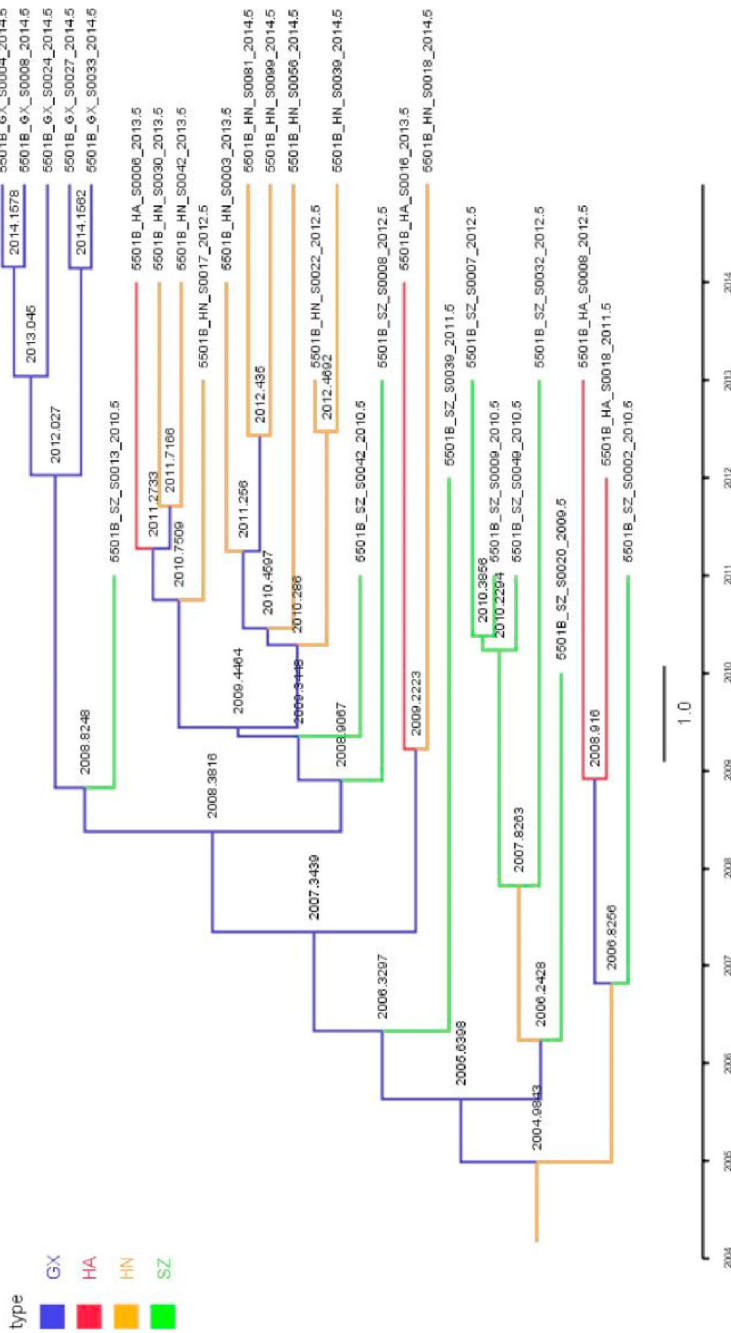 type
GX
HA
HN
SZ
5501B_GX_S0004_2014.5
5501B_GX_S0008_2014.5
5501B_GX_S0024_2014.5
5501B_GX_S0027_2014.5
5501B_GX_S0033_2014.5
5501B_SZ_S0013_2010.5
5501B_HA_S0006_2013.5
5501B_HN_S0030_2013.5
5501B_HN_S0042_2013.5
5501B_HN_S0017_2012.5
5501B_HN_S0003_2013.5
5501B_HN_S0081_2014.5
5501B_HN_S0099_2014.5
5501B_HN_S0056_2014.5
5501B_HN_S0022_2012.5
5501B_HN_S0039_2014.5
5501B_SZ_S0042_2010.5
5501B_SZ_S0008_2012.5
5501B_HA_S0016_2013.5
5501B_HN_S0018_2014.5
5501B_SZ_S0039_2011.5
5501B_SZ_S0007_2012.5
5501B_SZ_S0009_2010.5
5501B_SZ_S0049_2010.5
5501B_SZ_S0032_2012.5
5501B_SZ_S0020_2009.5
5501B_HA_S0008_2012.5
5501B_HA_S0018_2011.5
5501B_SZ_S0002_2010.5
2014.1578
2014.1562
2013.045
2012.027
2008.8248
2011.2733
2011.7166
2010.7509
2012.435
2011.256
2012.4692
2010.4597
2010.286
2009.4464
2009.3448
2008.9067
2008.3816
2009.2223
2007.3439
2006.3297
2010.3856
2010.2294
2007.8263
2006.2428
2005.6398
2008.916
2006.8256
2004.9843
1.0
2004
2005
2006
2007
2008
2009
2010
2011
2012
2013
2014